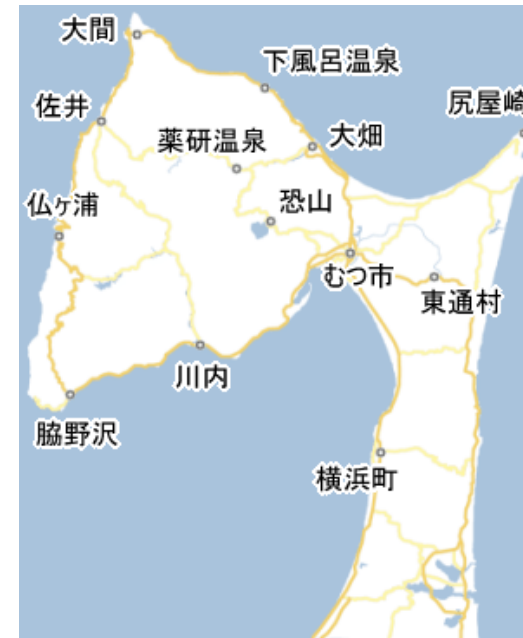 大間
下風呂温泉
尻屋崎
佐井
薬研温泉
大畑
仏ヶ浦
恐山
むつ市
東通村
川内
脇野沢
横浜町